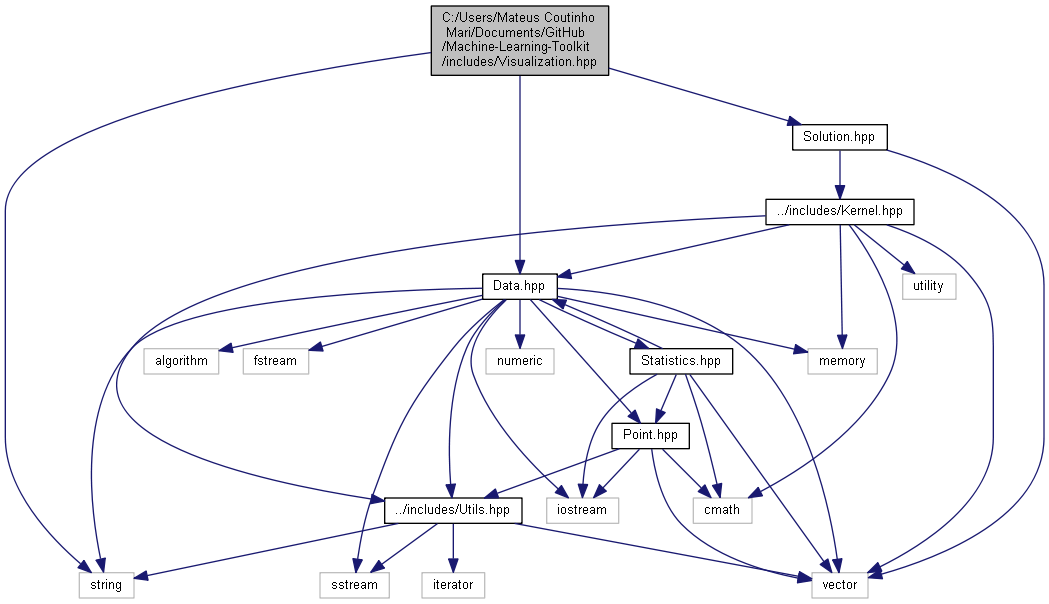 C:/Users/Mateus Coutinho
Mari/Documents/GitHub
/Machine-Learning-Toolkit
/includes/Visualization.hpp
Solution.hpp
../includes/Kernel.hpp
Data.hpp
utility
algorithm
fstream
numeric
Statistics.hpp
memory
Point.hpp
../includes/Utils.hpp
iostream
cmath
string
sstream
iterator
vector